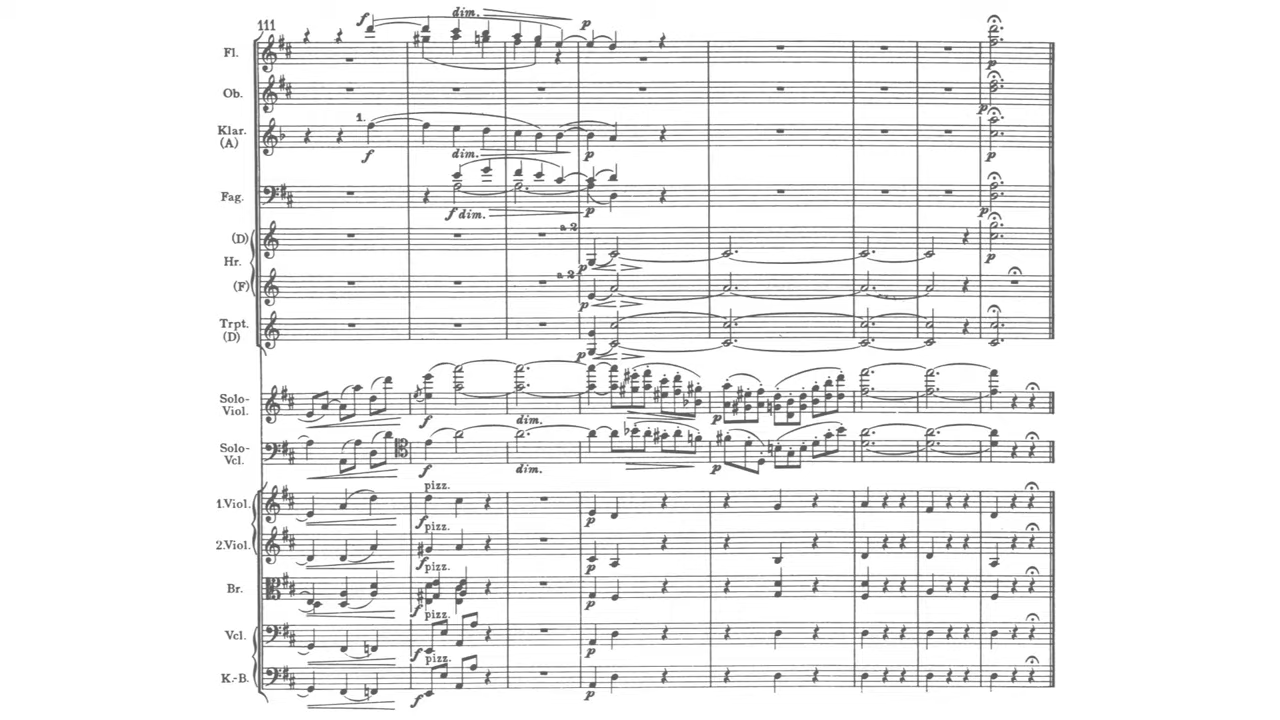 111
f
dim.
p
Fl.
p
Ob.
p
1.
Klar.
(A)
f
dim.
p
p
Fag.
f dim.
p
p
a 2
(D)
Hr.
p
p
a 2
(F)
p
Trpt.
(D)
p
Solo-
Viol.
f
dim.
p
Solo-
Vcl.
f
dim.
p
pizz.
1.Viol.
f
p
pizz.
2.Viol.
f
p
pizz.
Br.
f
p
pizz.
Vcl.
f
p
pizz.
K.-B.
f
p